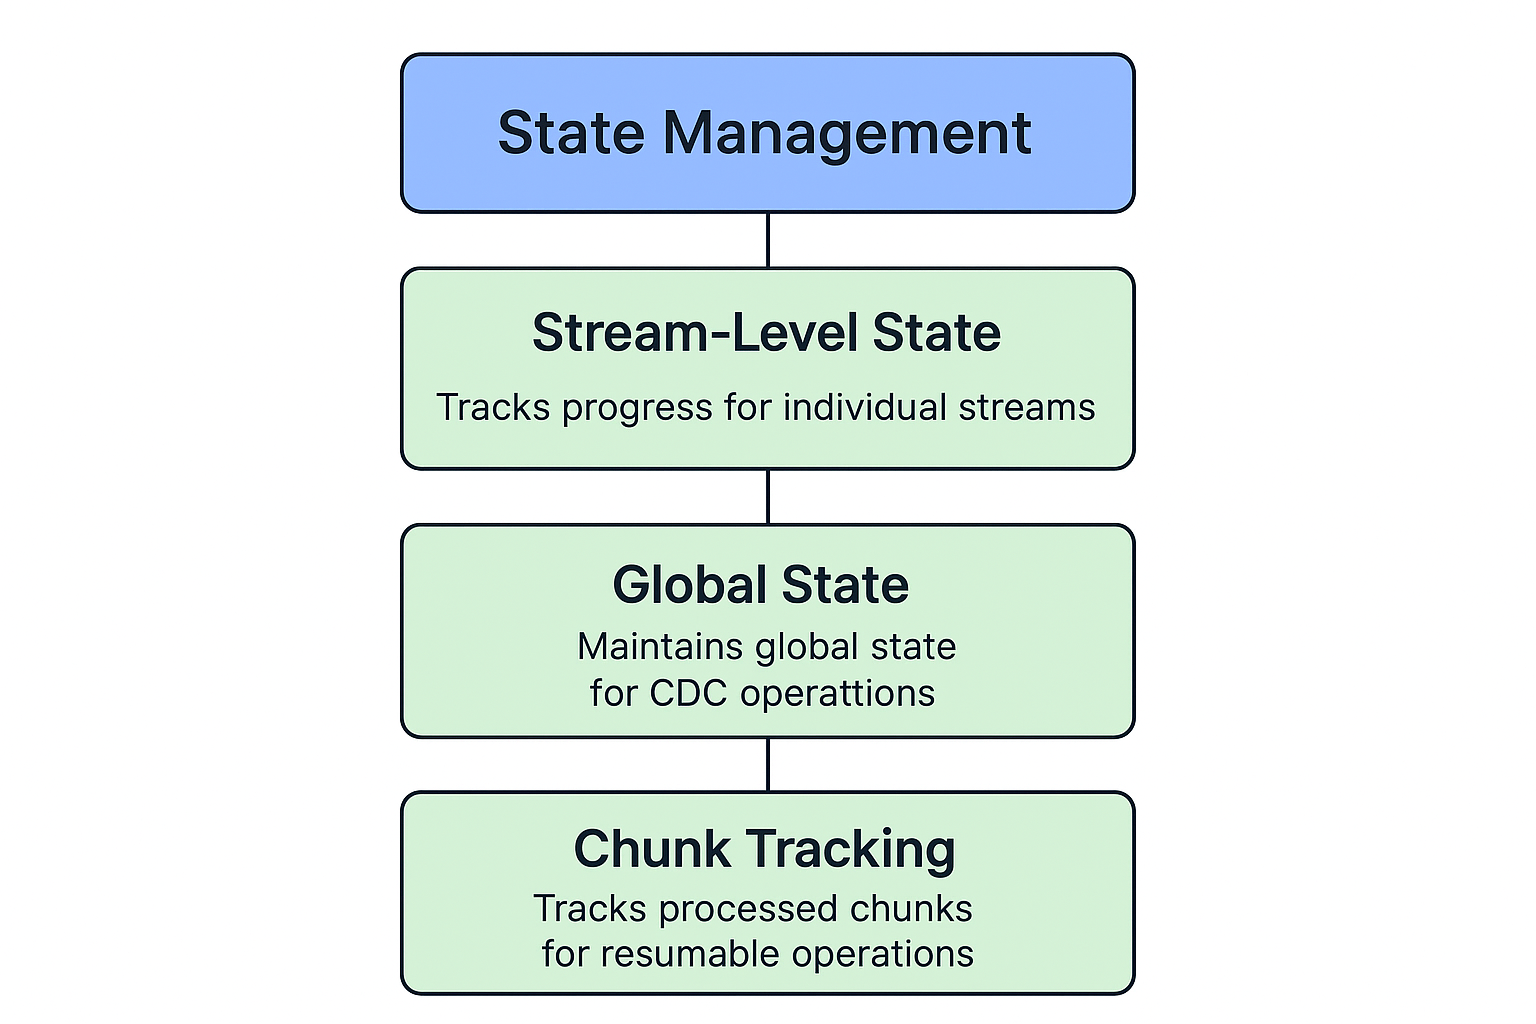 State Management
Stream-Level State
Tracks progress for individual streams
Global State
Maintains global state
for CDC operattions
Chunk Tracking
Tracks processed chunks
for resumable operations